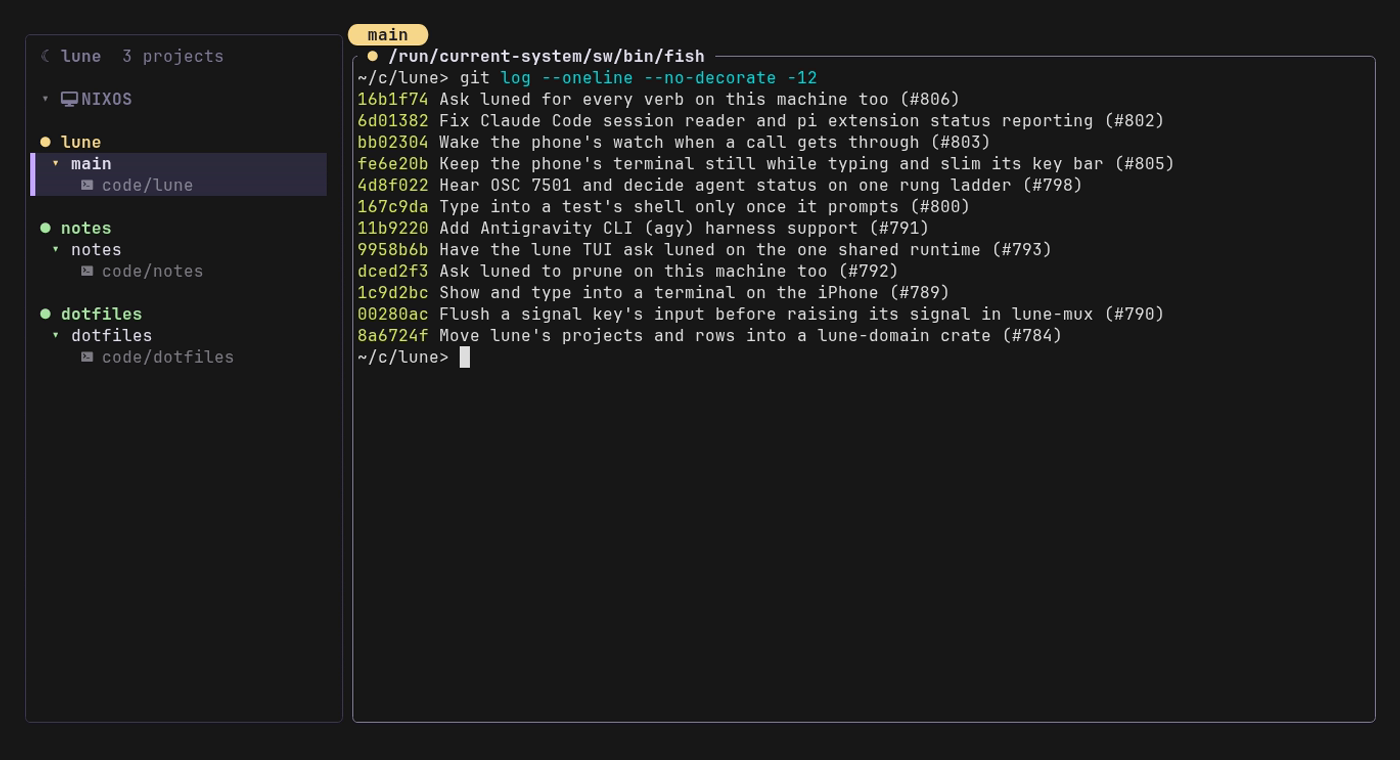 lune 3 projects
NIXOS
lune
main
code/lune
notes
notes
code/notes
dotfiles
dotfiles
code/dotfiles
main
/run/current-system/sw/bin/fish
~/c/lune> git log --oneline --no-decorate -12
16b1f74 Ask luned for every verb on this machine too (#806)
6d01382 Fix Claude Code session reader and pi extension status reporting (#802)
bb02304 Wake the phone's watch when a call gets through (#803)
fe6e20b Keep the phone's terminal still while typing and slim its key bar (#805)
4d8f022 Hear OSC 7501 and decide agent status on one rung ladder (#798)
167c9da Type into a test's shell only once it prompts (#800)
11b9220 Add Antigravity CLI (agy) harness support (#791)
9958b6b Have the lune TUI ask luned on the one shared runtime (#793)
dced2f3 Ask luned to prune on this machine too (#792)
1c9d2bc Show and type into a terminal on the iPhone (#789)
00280ac Flush a signal key's input before raising its signal in lune-mux (#790)
8a6724f Move lune's projects and rows into a lune-domain crate (#784)
~/c/lune>